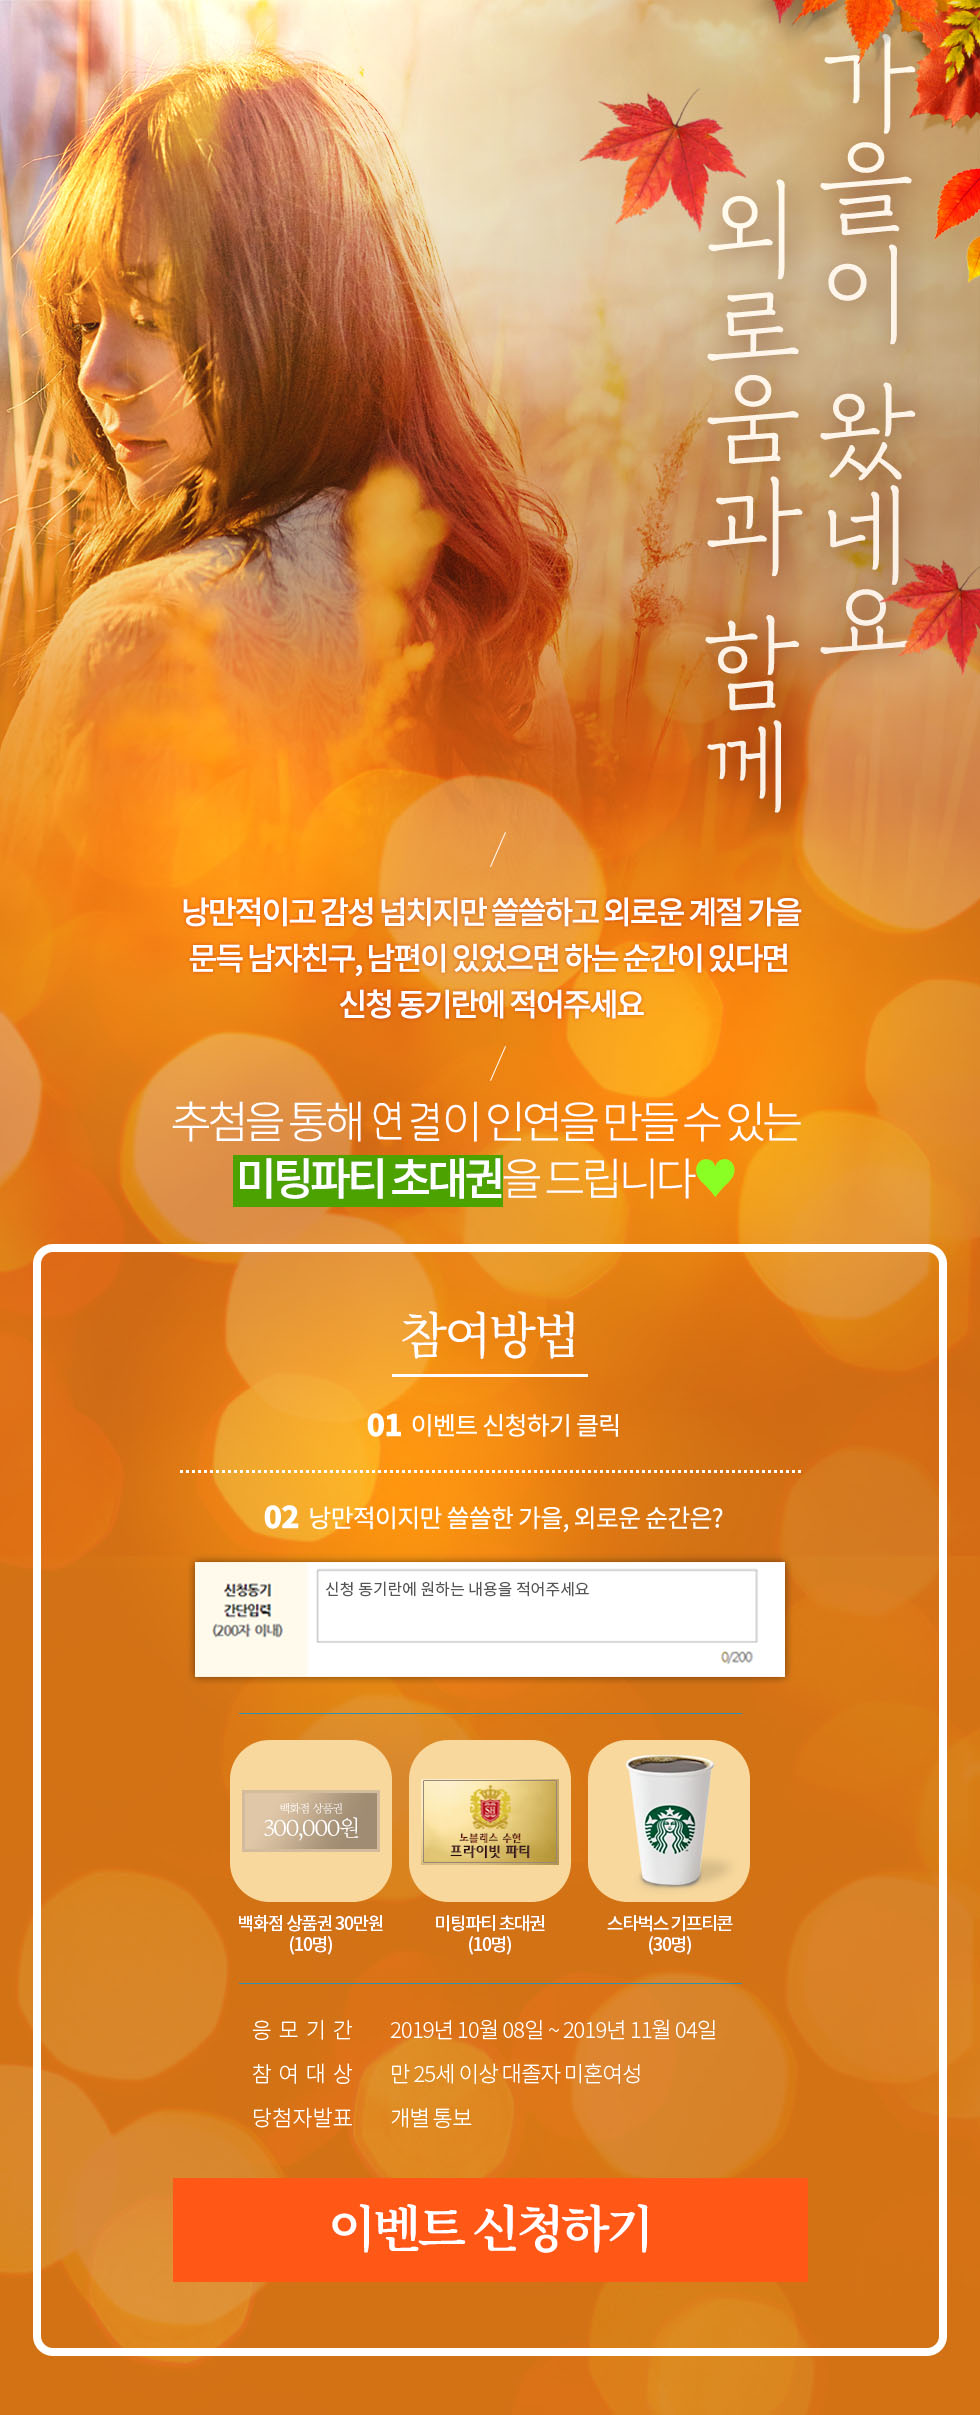 가을이 왔네요
외로움과 함께
낭만적이고 감성 넘치지만 쓸쓸하고 외로운 계절 가을
문득 남자친구, 남편이 있었으면 하는 순간이 있다면
신청 동기란에 적어주세요
추첨을 통해 연결이 인연을 만들 수 있는
미팅파티 초대권을 드립니다♥
참여방법
01 이벤트 신청하기 클릭
02 낭만적이지만 쓸쓸한 가을, 외로운 순간은?
신청동기
간단입력
(200자 이내)
신청 동기란에 원하는 내용을 적어주세요
0/200
백화점 상품권
300,000원
SH
노블레스 수현
프라이빗 파티
백화점 상품권 30만원
(10명)
미팅파티 초대권
(10명)
스타벅스 기프티콘
(30명)
응모기간 2019년 10월 08일 ~ 2019년 11월 04일
참여대상 만 25세 이상 대졸자 미혼여성
당첨자발표 개별 통보
이벤트 신청하기